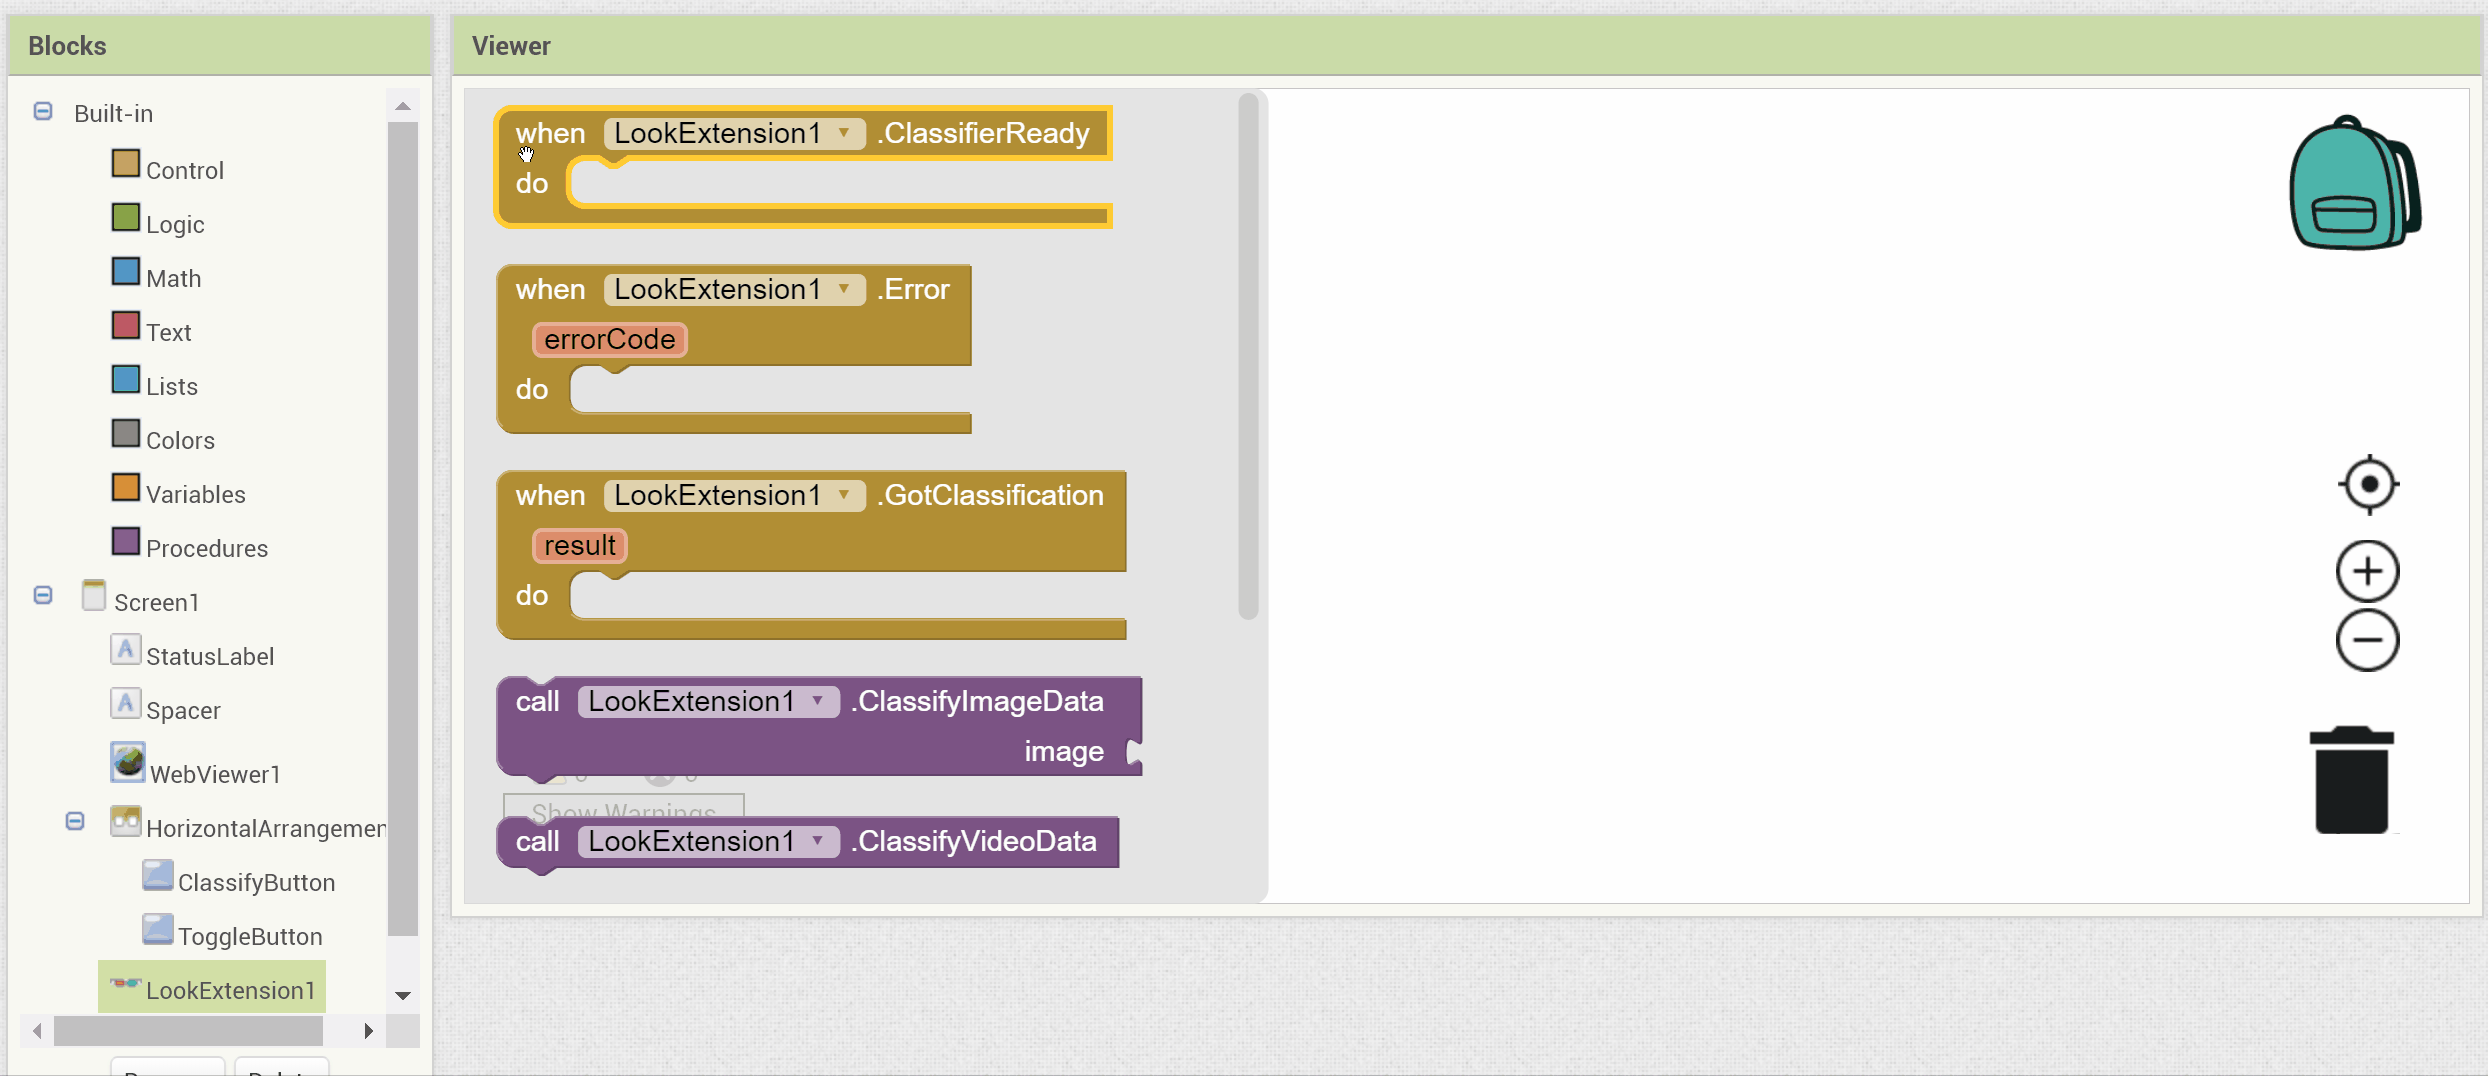 Blocks
Built-in
Control
Logic
Math
Text
Lists
Colors
Variables
Procedures
Screen1
StatusLabel
Spacer
WebViewer1
HorizontalArrangemen
ClassifyButton
ToggleButton
LookExtension1
Viewer
when LookExtension1 .ClassifierReady
do
when LookExtension1 .Error
errorCode
do
when LookExtension1 .GotClassification
result
do
call LookExtension1 .ClassifyImageData
image
Show Warnings
call LookExtension1 .ClassifyVideoData